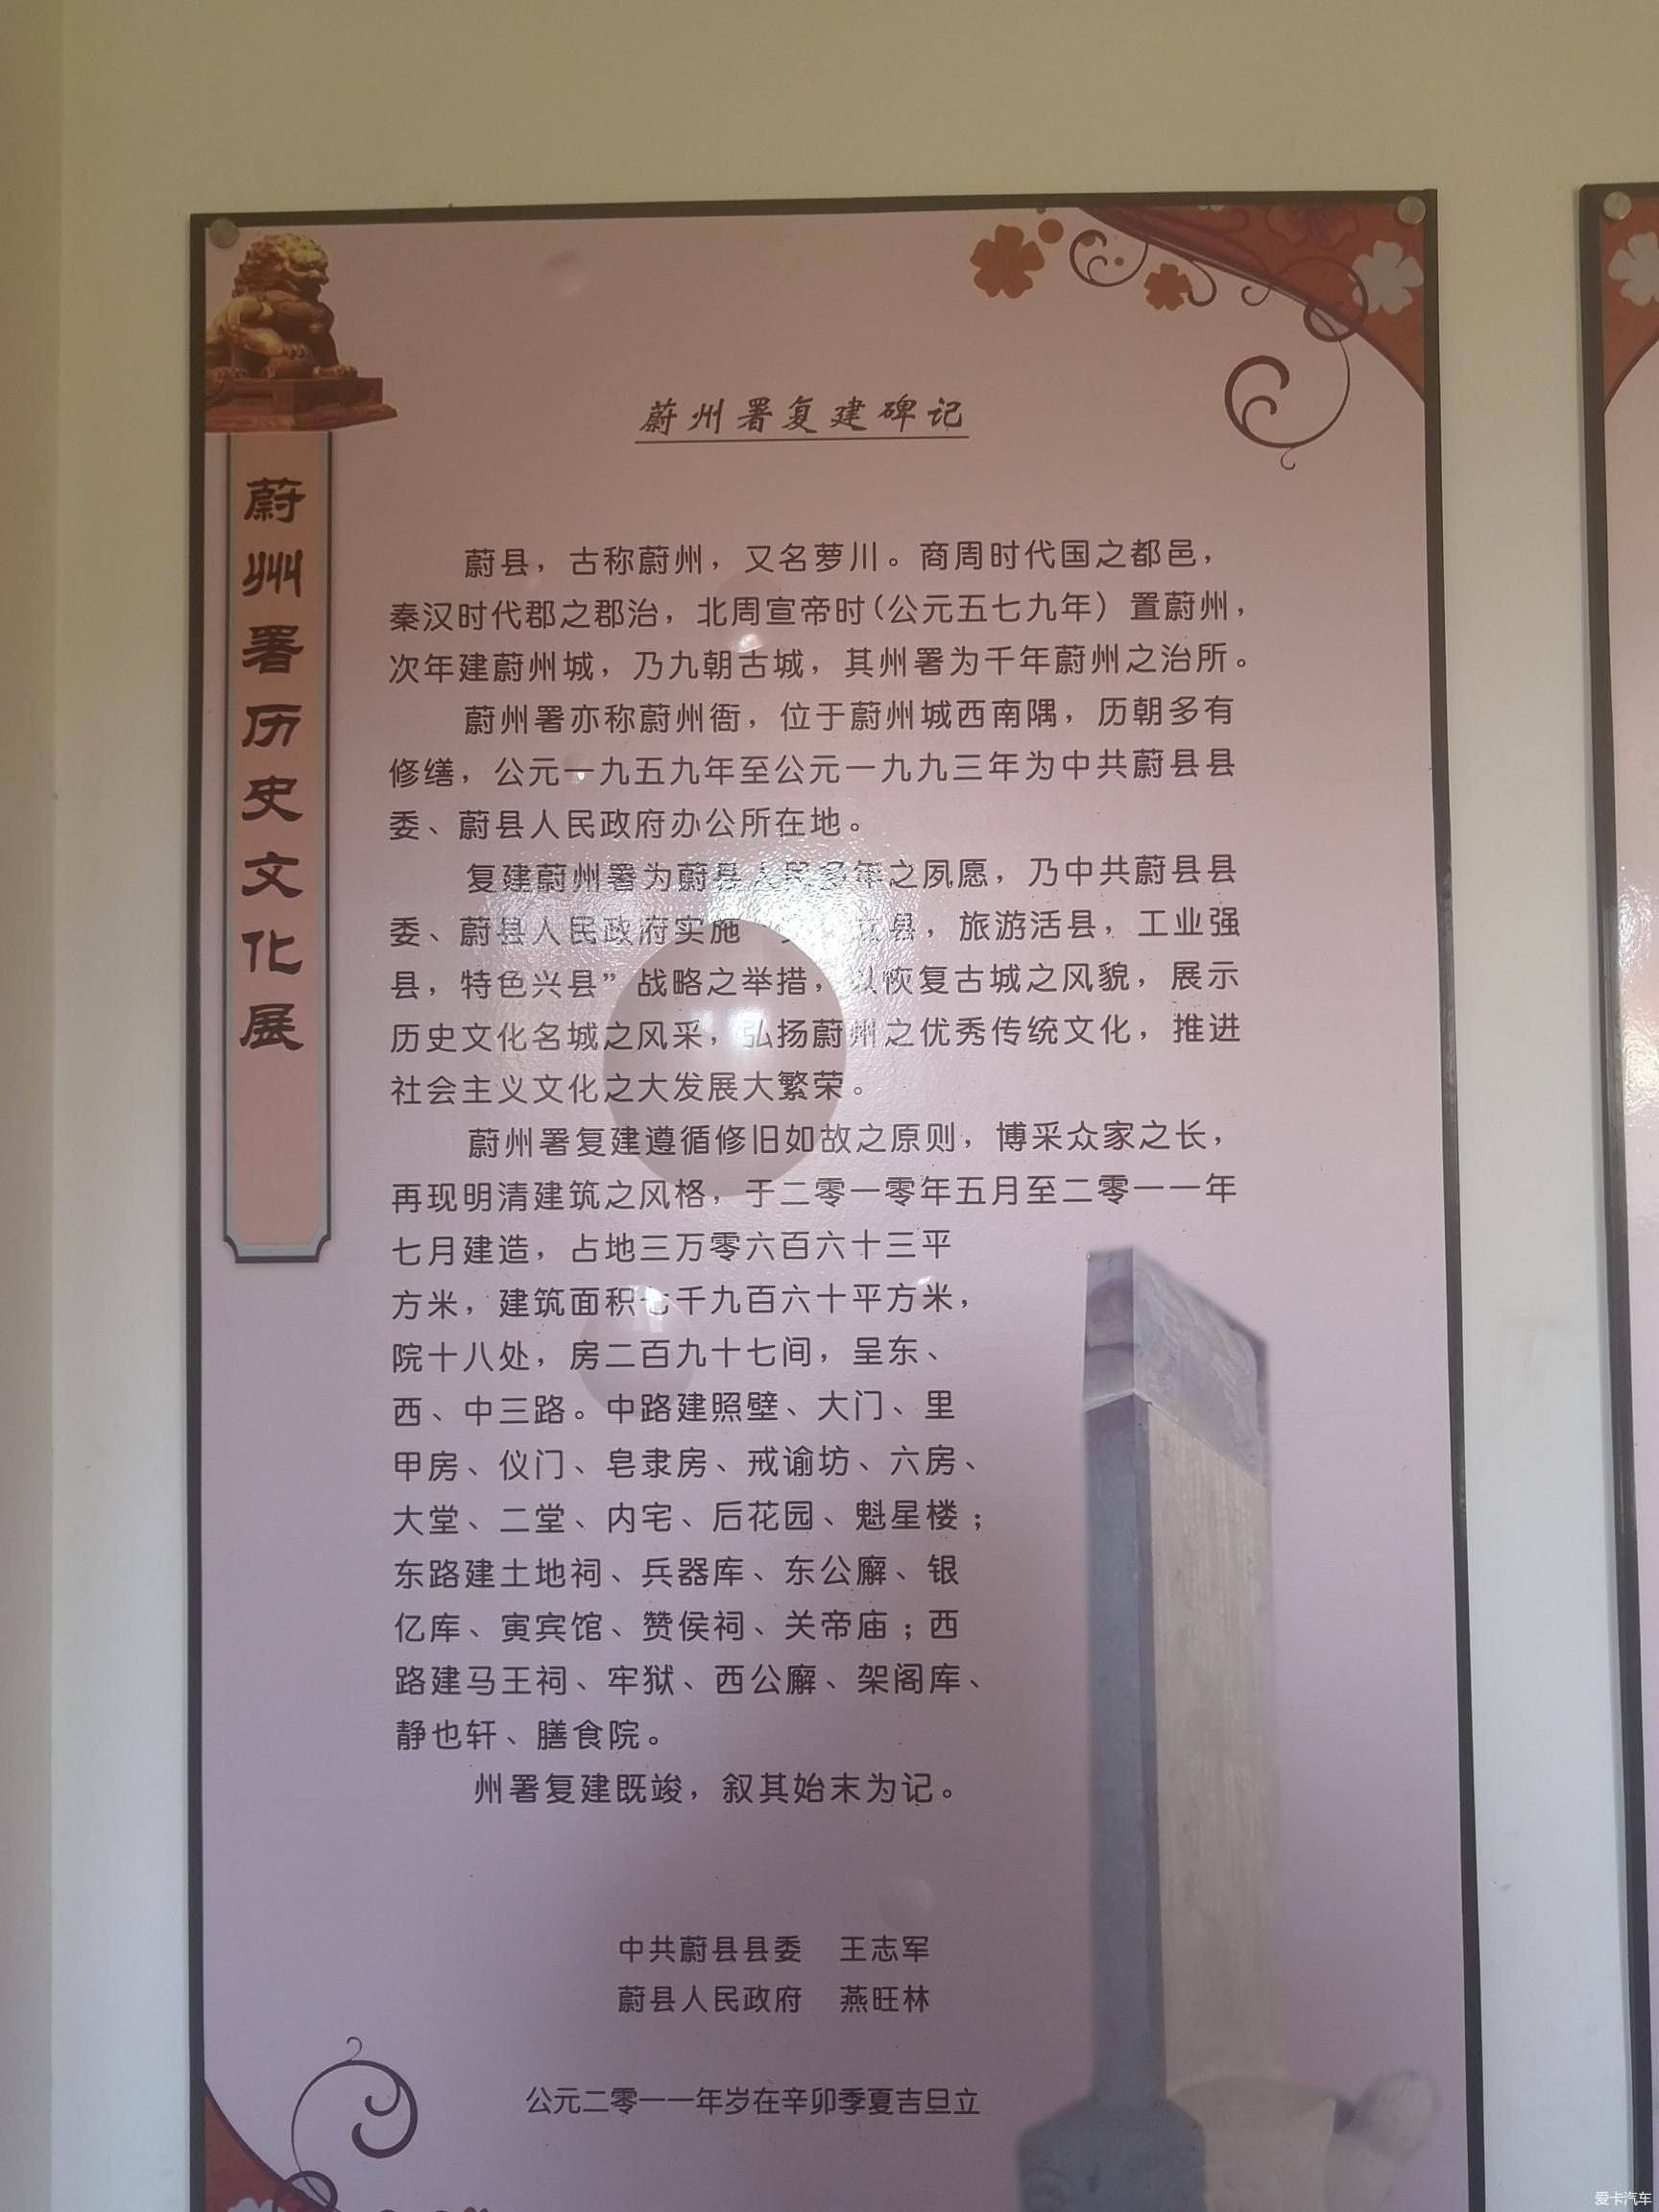 蔚州署历史文化展
蔚州署复建碑记
蔚县，古称蔚州，又名萝川。商周时代国之都邑，
秦汉时代郡之郡治，北周宣帝时（公元五七九年）置蔚州，
次年建蔚州城，乃九朝古城，其州署为千年蔚州之治所。
蔚州署亦称蔚州衙，位于蔚州城西南隅，历朝多有
修缮，公元一九五九年至公元一九九三年为中共蔚县县
委、蔚县人民政府办公所在地。
复建蔚州署为蔚县人民多年之夙愿，乃中共蔚县县
委、蔚县人民政府实施 县，旅游活县，工业强
县，特色兴县”战略之举措，以恢复古城之风貌，展示
历史文化名城之风采，弘扬蔚州之优秀传统文化，推进
社会主义文化之大发展大繁荣。
蔚州署复建遵循修旧如故之原则，博采众家之长，
再现明清建筑之风格，于二零一零年五月至二零一一年
七月建造，占地三万零六百六十三平
方米，建筑面积七千九百六十平方米，
院十八处，房二百九十七间，呈东、
西、中三路。中路建照壁、大门、里
甲房、仪门、皂隶房、戒谕坊、六房、
大堂、二堂、内宅、后花园、魁星楼；
东路建土地祠、兵器库、东公廨、银
亿库、寅宾馆、赞侯祠、关帝庙；西
路建马王祠、牢狱、西公廨、架阁库、
静也轩、膳食院。
州署复建既竣，叙其始末为记。
中共蔚县县委 王志军
蔚县人民政府 燕旺林
公元二零一一年岁在辛卯季夏吉旦立
爱卡汽车